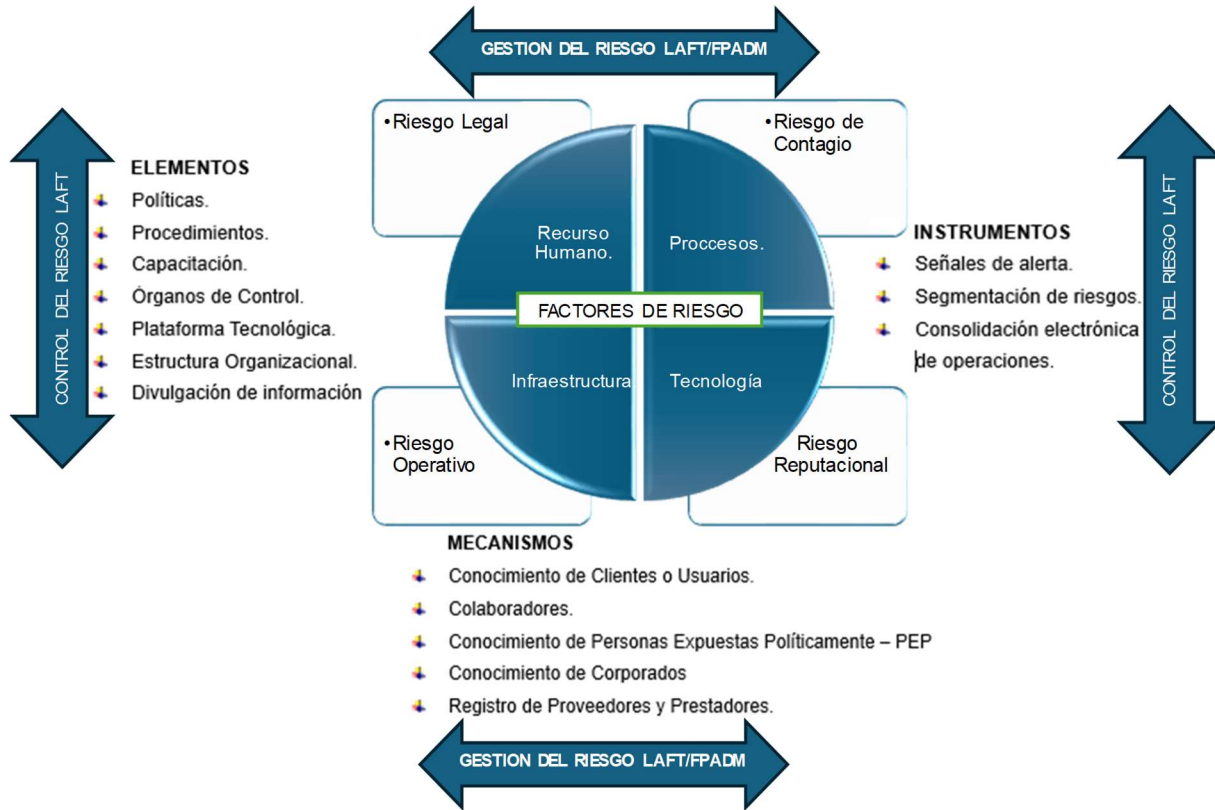 GESTION DEL RIESGO LAFT/FPADM
•Riesgo Legal
•Riesgo de
Contagio
CONTROL DEL RIESGO LAFT
ELEMENTOS
Políticas.
Procedimientos.
Capacitación.
Órganos de Control.
Plataforma Tecnológica.
Estructura Organizacional.
Divulgación de información
Recurso
Humano.
Proccesos.
FACTORES DE RIESGO
Infraestructura
Tecnología
INSTRUMENTOS
Señales de alerta.
Segmentación de riesgos.
Consolidación electrónica
de operaciones.
CONTROL DEL RIESGO LAFT
•Riesgo
Operativo
Riesgo
Reputacional
MECANISMOS
Conocimiento de Clientes o Usuarios.
Colaboradores.
Conocimiento de Personas Expuestas Políticamente – PEP
Conocimiento de Corporados
Registro de Proveedores y Prestadores.
GESTION DEL RIESGO LAFT/FPADM